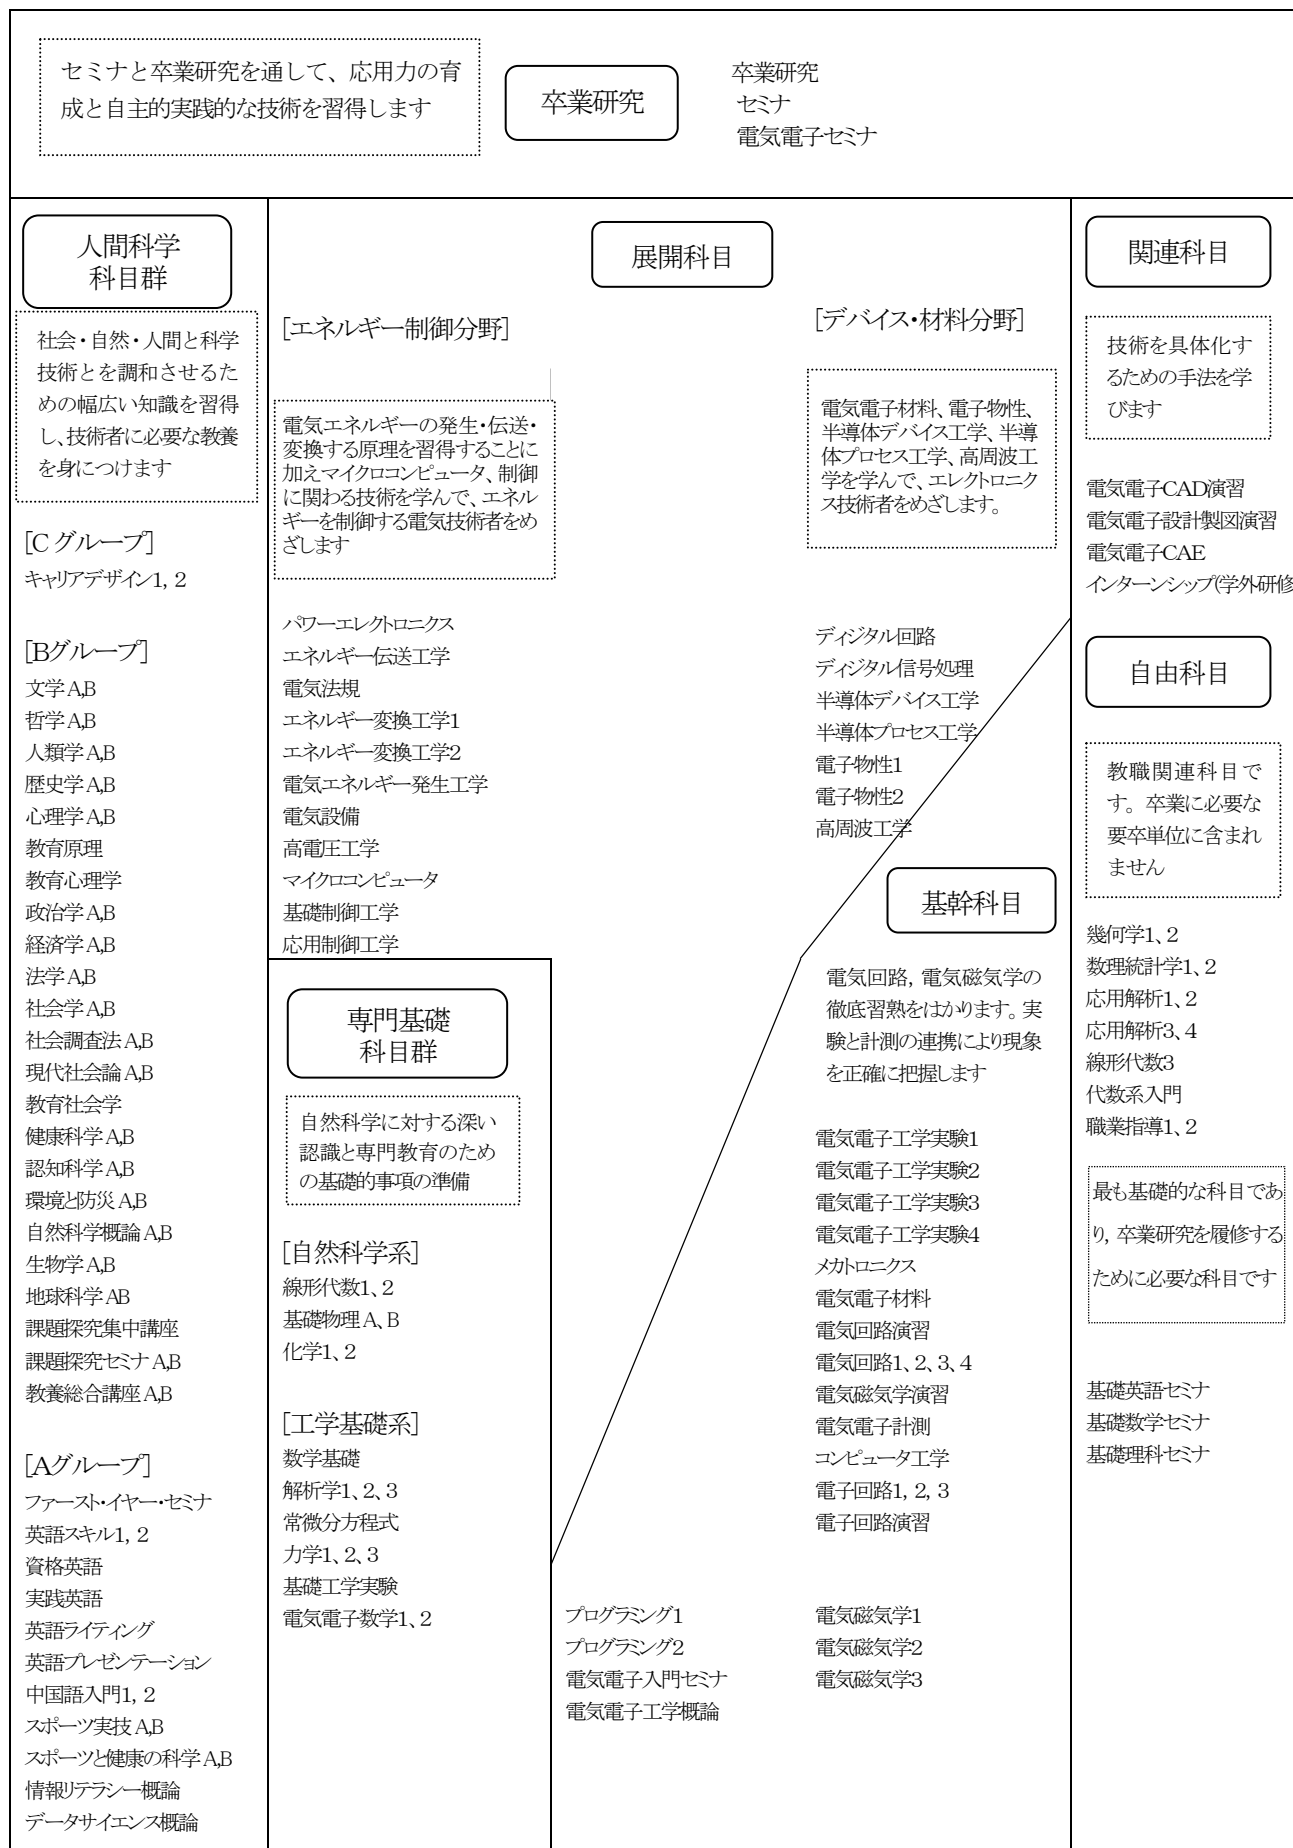 セミナと卒業研究を通して、応用力の育
成と自主的実践的な技術を習得します
卒業研究
卒業研究
セミナ
電気電子セミナ
人間科学
科目群
社会・自然・人間と科学
技術とを調和させるた
めの幅広い知識を習得
し、技術者に必要な教養
を身につけます
[Cグループ]
キャリアデザイン1, 2
[Bグループ]
文学A,B
哲学A,B
人類学A,B
歴史学A,B
心理学A,B
教育原理
教育心理学
政治学A,B
経済学A,B
法学A,B
社会学A,B
社会調査法A,B
現代社会論A,B
教育社会学
健康科学A,B
認知科学A,B
環境と防災A,B
自然科学概論A,B
生物学A,B
地球科学AB
課題探究集中講座
課題探究セミナA,B
教養総合講座A,B
[Aグループ]
ファースト・イヤー・セミナ
英語スキル1, 2
資格英語
実践英語
英語ライティング
英語プレゼンテーション
中国語入門1, 2
スポーツ実技A,B
スポーツと健康の科学A,B
情報リテラシー概論
データサイエンス概論
展開科目
[エネルギー制御分野]
電気エネルギーの発生・伝送・
変換する原理を習得することに
加えマイクロコンピュータ、制御
に関わる技術を学んで、エネル
ギーを制御する電気技術者をめ
ざします
パワーエレクトロニクス
エネルギー伝送工学
電気法規
エネルギー変換工学1
エネルギー変換工学2
電気エネルギー発生工学
電気設備
高電圧工学
マイクロコンピュータ
基礎制御工学
応用制御工学
[デバイス・材料分野]
電気電子材料、電子物性、
半導体デバイス工学、半導
体プロセス工学、高周波工
学を学んで、エレクトロニク
ス技術者をめざします。
ディジタル回路
ディジタル信号処理
半導体デバイス工学
半導体プロセス工学
電子物性1
電子物性2
高周波工学
専門基礎
科目群
自然科学に対する深い
認識と専門教育のため
の基礎的事項の準備
[自然科学系]
線形代数1、2
基礎物理A、B
化学1、2
[工学基礎系]
数学基礎
解析学1、2、3
常微分方程式
力学1、2、3
基礎工学実験
電気電子数学1、2
基幹科目
電気回路, 電気磁気学の
徹底習熟をはかります。実
験と計測の連携により現象
を正確に把握します
電気電子工学実験1
電気電子工学実験2
電気電子工学実験3
電気電子工学実験4
メカトロニクス
電気電子材料
電気回路演習
電気回路1、2、3、4
電気磁気学演習
電気電子計測
コンピュータ工学
電子回路1, 2, 3
電子回路演習
プログラミング1
プログラミング2
電気電子入門セミナ
電気電子工学概論
電気磁気学1
電気磁気学2
電気磁気学3
関連科目
技術を具体化す
るための手法を学
びます
電気電子CAD演習
電気電子設計製図演習
電気電子CAE
インターンシップ(学外研修
自由科目
教職関連科目で
す。卒業に必要な
要卒単位に含まれ
ません
幾何学1、2
数理統計学1、2
応用解析1、2
応用解析3、4
線形代数3
代数系入門
職業指導1、2
最も基礎的な科目であ
り, 卒業研究を履修する
ために必要な科目です
基礎英語セミナ
基礎数学セミナ
基礎理科セミナ